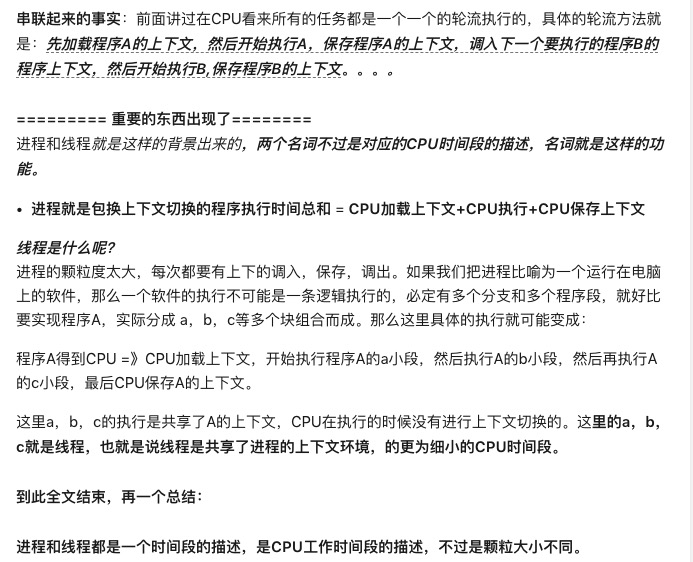 串联起来的事实：前面讲过在CPU看来所有的任务都是一个一个的轮流执行的，具体的轮流方法就
是：先加载程序A的上下文，然后开始执行A，保存程序A的上下文，调入下一个要执行的程序B的
程序上下文，然后开始执行B,保存程序B的上下文。。。。
========= 重要的东西出现了========
进程和线程就是这样的背景出来的，两个名词不过是对应的CPU时间段的描述，名词就是这样的功
能。
• 进程就是包换上下文切换的程序执行时间总和 = CPU加载上下文+CPU执行+CPU保存上下文
线程是什么呢？
进程的颗粒度太大，每次都要有上下的调入，保存，调出。如果我们把进程比喻为一个运行在电脑
上的软件，那么一个软件的执行不可能是一条逻辑执行的，必定有多个分支和多个程序段，就好比
要实现程序A，实际分成 a，b，c等多个块组合而成。那么这里具体的执行就可能变成：
程序A得到CPU =》CPU加载上下文，开始执行程序A的a小段，然后执行A的b小段，然后再执行A
的c小段，最后CPU保存A的上下文。
这里a，b，c的执行是共享了A的上下文，CPU在执行的时候没有进行上下文切换的。这里的a，b，
c就是线程，也就是说线程是共享了进程的上下文环境，的更为细小的CPU时间段。
到此全文结束，再一个总结：
进程和线程都是一个时间段的描述，是CPU工作时间段的描述，不过是颗粒大小不同。